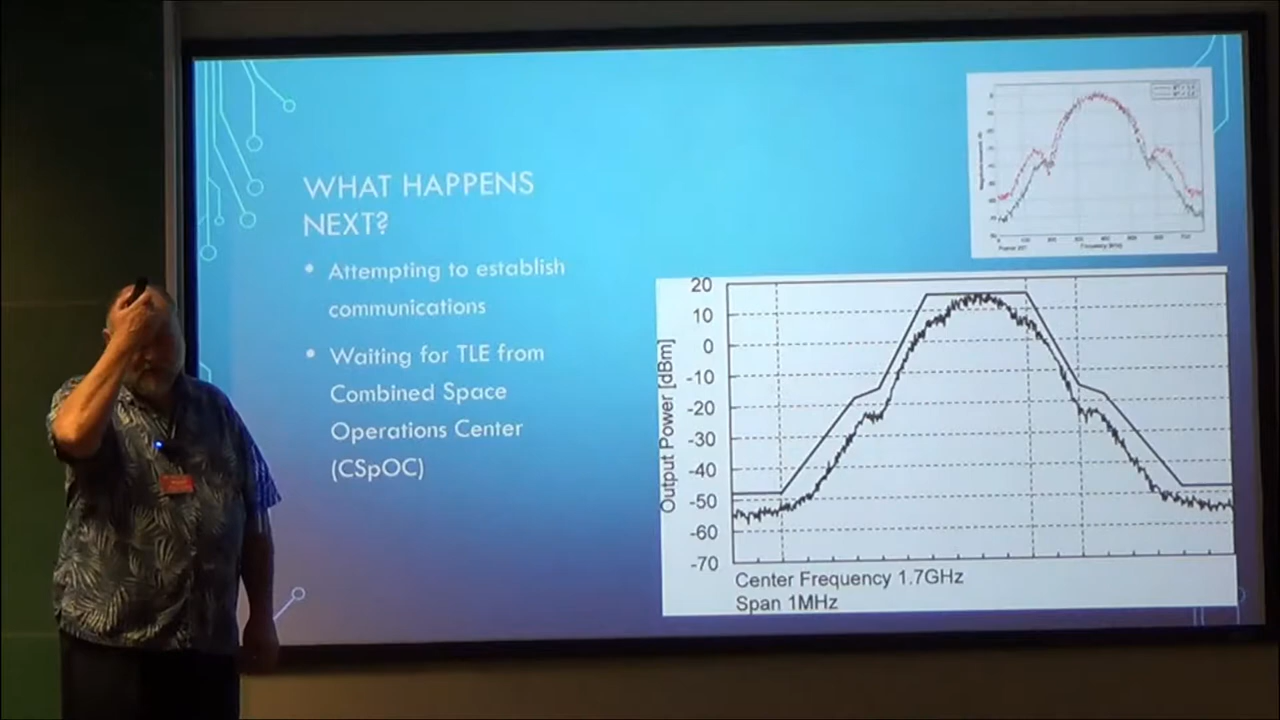 WHAT HAPPENS
NEXT?
• Attempting to establish
communications
• Waiting for TLE from
Combined Space
Operations Center
(CSpOC)
20
10
0
-10
-20
-30
-40
-50
-60
-70
Output Power [dBm]
Center Frequency 1.7GHz
Span 1MHz